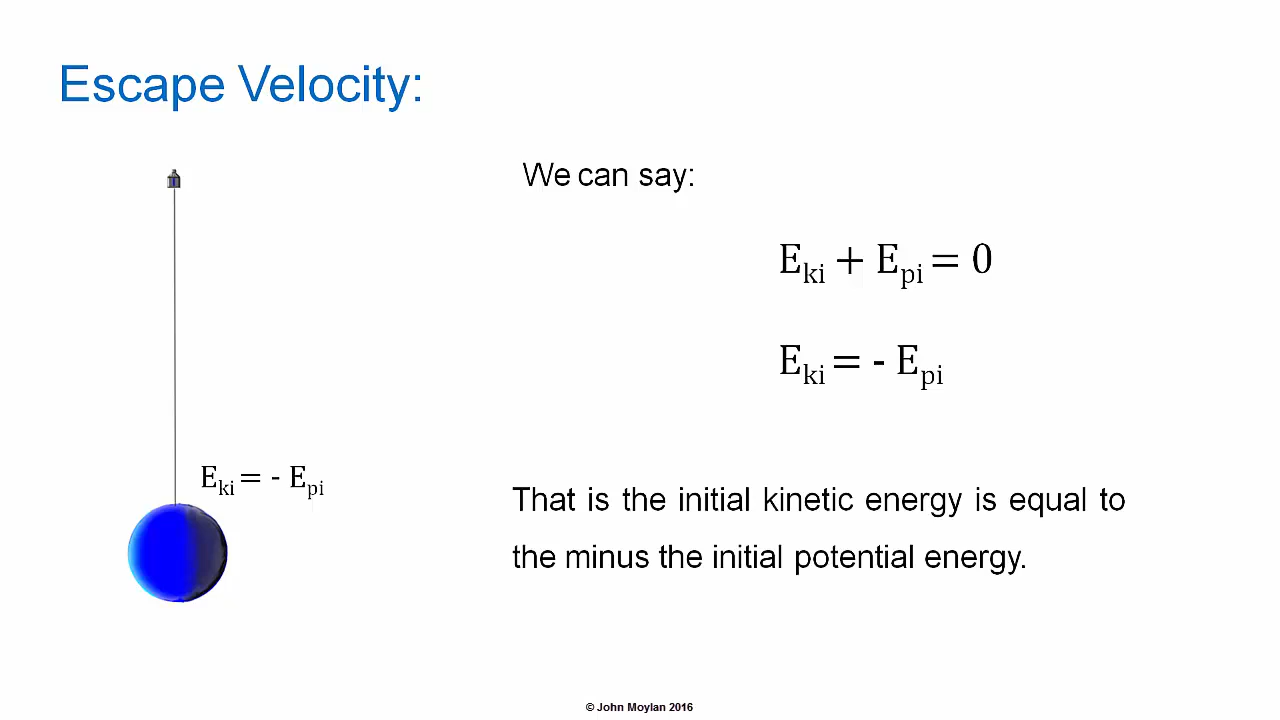 Escape Velocity:
We can say:
Eki + Epi = 0
Eki = - Epi
Eki = - Epi
That is the initial kinetic energy is equal to
the minus the initial potential energy.
© John Moylan 2016